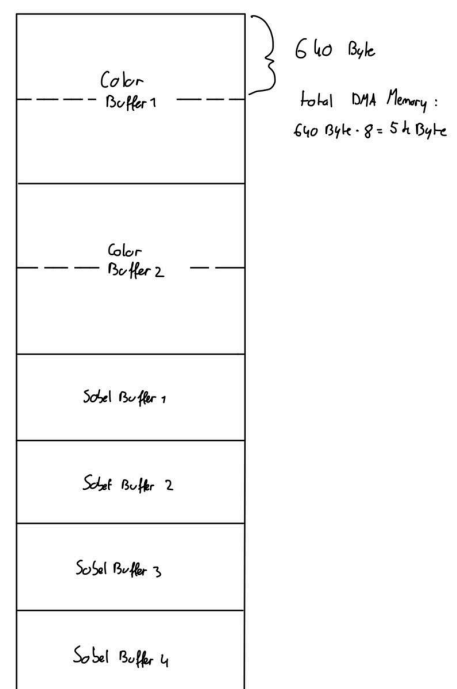 Color
Buffer 1
640 Byte
total DMA Memory:
640 Byte · 8 = 5 k Byte
Color
Buffer 2
Sobel Buffer 1
Sobel Buffer 2
Sobel Buffer 3
Sobel Buffer 4